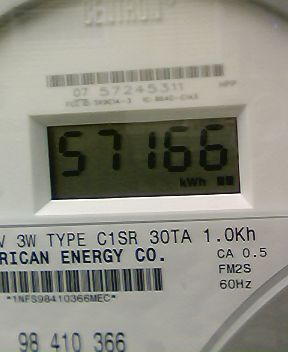 CENTRON
07 57245311
57166
kWh
V 3W TYPE C1SR 30TA 1.0Kh
RICAN ENERGY CO. CA 0.5
FM2S
*1NFS98410366MEC* 60Hz
98 410 366